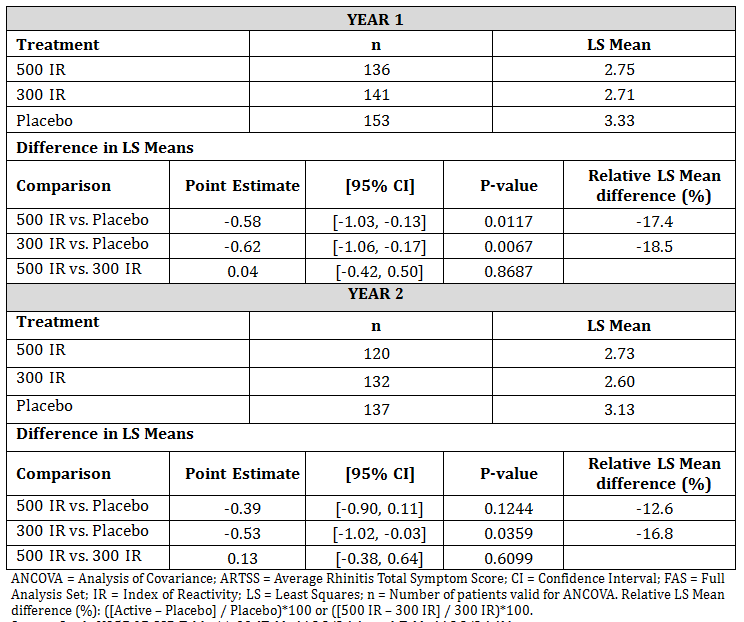 YEAR 1
Treatment n LS Mean
500 IR 136 2.75
300 IR 141 2.71
Placebo 153 3.33
Difference in LS Means
Comparison Point Estimate [95% CI] P-value Relative LS Mean difference (%)
500 IR vs. Placebo -0.58 [-1.03, -0.13] 0.0117 -17.4
300 IR vs. Placebo -0.62 [-1.06, -0.17] 0.0067 -18.5
500 IR vs. 300 IR 0.04 [-0.42, 0.50] 0.8687
YEAR 2
Treatment n LS Mean
500 IR 120 2.73
300 IR 132 2.60
Placebo 137 3.13
Difference in LS Means
Comparison Point Estimate [95% CI] P-value Relative LS Mean difference (%)
500 IR vs. Placebo -0.39 [-0.90, 0.11] 0.1244 -12.6
300 IR vs. Placebo -0.53 [-1.02, -0.03] 0.0359 -16.8
500 IR vs. 300 IR 0.13 [-0.38, 0.64] 0.6099
ANCOVA = Analysis of Covariance; ARTSS = Average Rhinitis Total Symptom Score; CI = Confidence Interval; FAS = Full
Analysis Set; IR = Index of Reactivity; LS = Least Squares; n = Number of patients valid for ANCOVA. Relative LS Mean
difference (%): ([Active – Placebo] / Placebo)*100 or ([500 IR – 300 IR] / 300 IR)*100.